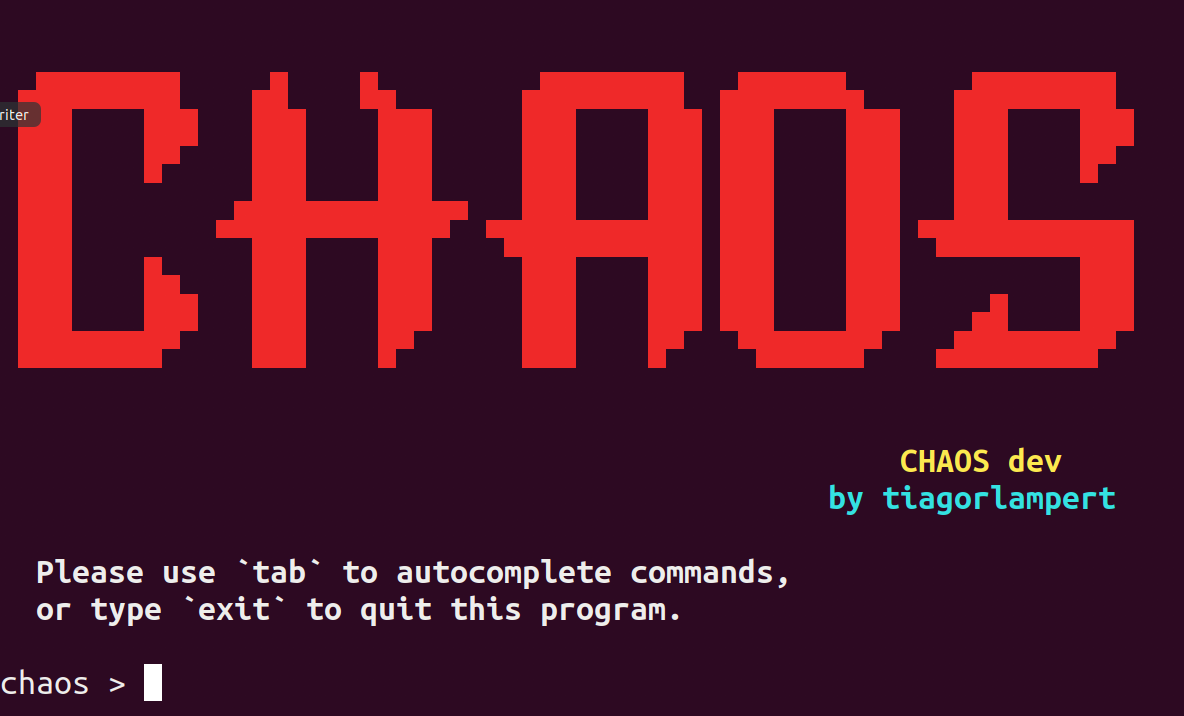 CHAOS
riter
CHAOS dev
by tiagorlampert
Please use `tab` to autocomplete commands,
or type `exit` to quit this program.
chaos >